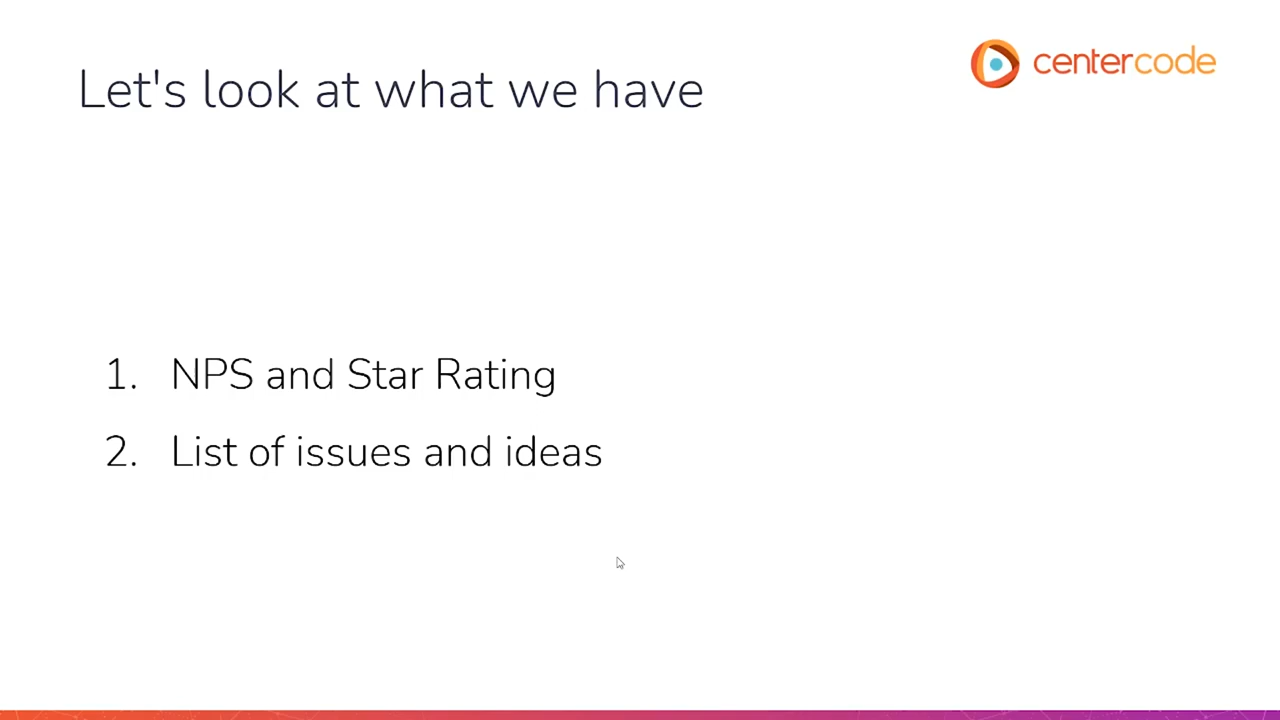 Let's look at what we have
centercode
1. NPS and Star Rating
2. List of issues and ideas